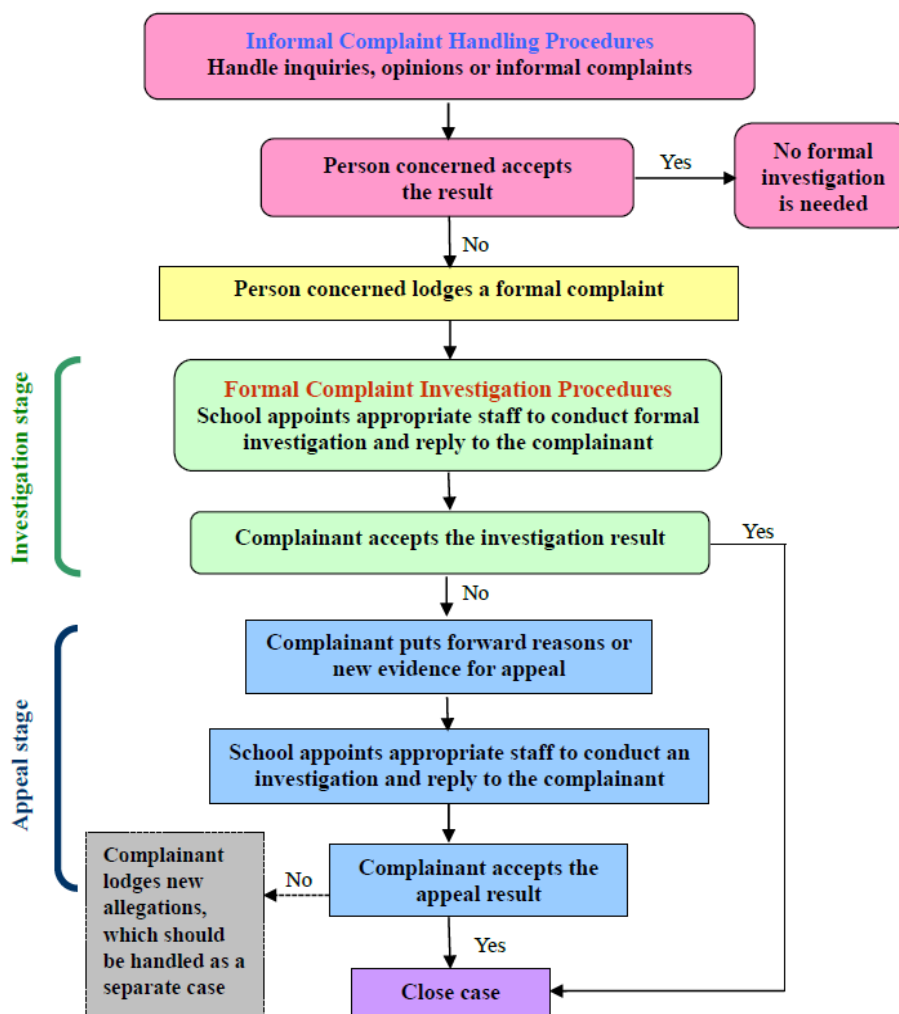 Informal Complaint Handling Procedures
Handle inquiries, opinions or informal complaints
Person concerned accepts
the result
Yes
No formal
investigation
is needed
No
Person concerned lodges a formal complaint
Investigation stage
Formal Complaint Investigation Procedures
School appoints appropriate staff to conduct formal
investigation and reply to the complainant
Complainant accepts the investigation result
Yes
No
Appeal stage
Complainant puts forward reasons or
new evidence for appeal
School appoints appropriate staff to conduct an
investigation and reply to the complainant
Complainant accepts the
appeal result
No
Complainant
lodges new
allegations,
which should
be handled as a
separate case
Yes
Close case